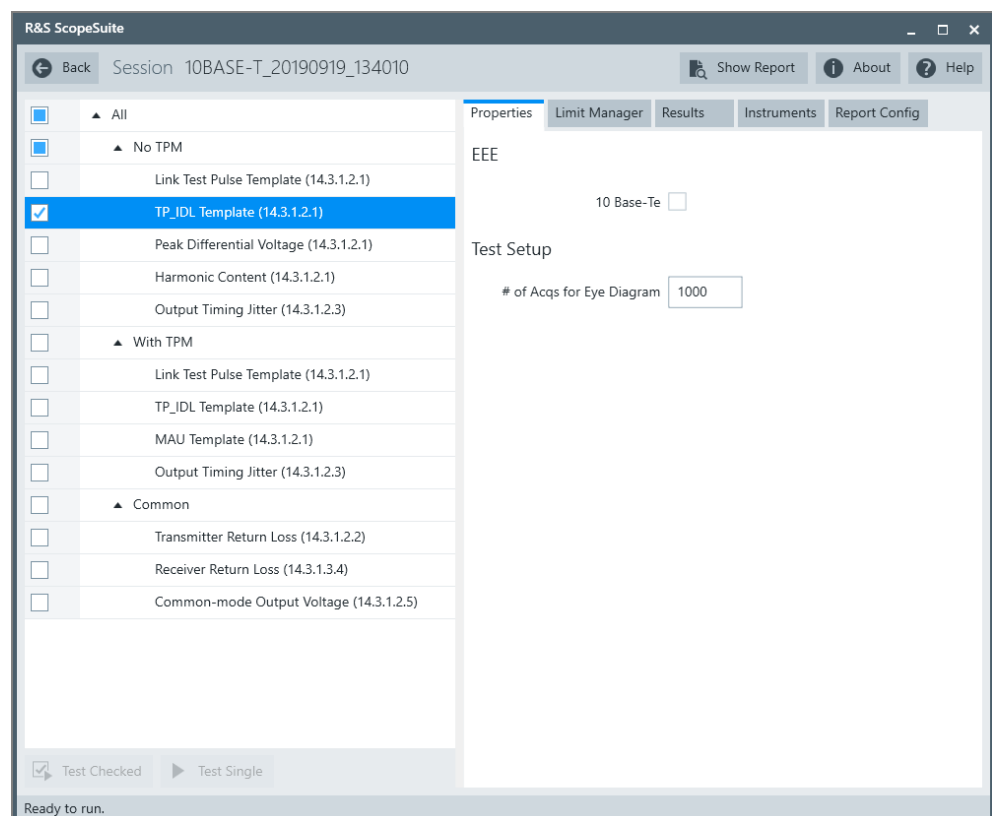 R&S ScopeSuite
Back Session 10BASE-T_20190919_134010 Show Report About Help
All
No TPM
Link Test Pulse Template (14.3.1.2.1)
TP_IDL Template (14.3.1.2.1)
Peak Differential Voltage (14.3.1.2.1)
Harmonic Content (14.3.1.2.1)
Output Timing Jitter (14.3.1.2.3)
With TPM
Link Test Pulse Template (14.3.1.2.1)
TP_IDL Template (14.3.1.2.1)
MAU Template (14.3.1.2.1)
Output Timing Jitter (14.3.1.2.3)
Common
Transmitter Return Loss (14.3.1.2.2)
Receiver Return Loss (14.3.1.3.4)
Common-mode Output Voltage (14.3.1.2.5)
Test Checked Test Single
Properties Limit Manager Results Instruments Report Config
EEE
10 Base-Te
Test Setup
# of Acqs for Eye Diagram 1000
Ready to run.